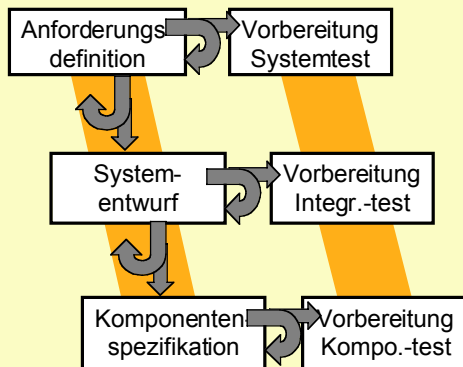 Anforderungs
definition
Vorbereitung
Systemtest
System-
entwurf
Vorbereitung
Integr.-test
Komponenten-
spezifikation
Vorbereitung
Kompo.-test